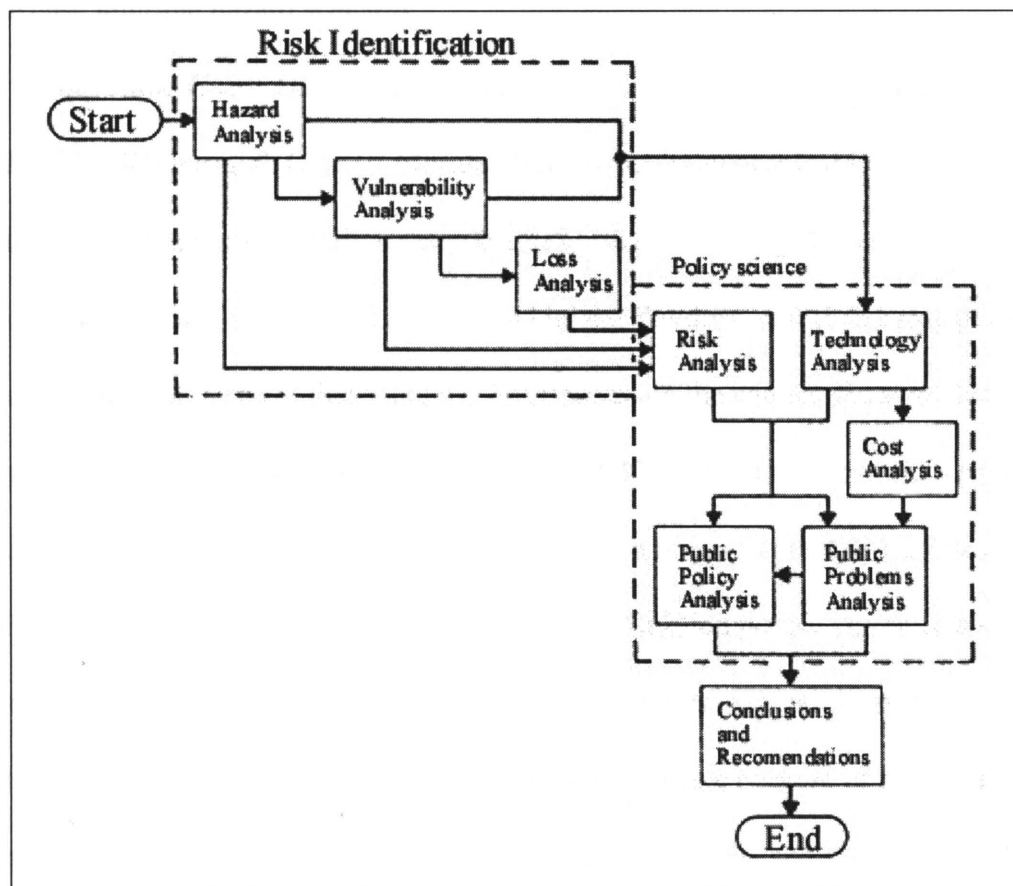 Risk Identification
Start
Hazard
Analysis
Vulnerability
Analysis
Loss
Analysis
Policy science
Risk
Analysis
Technology
Analysis
Cost
Analysis
Public
Policy
Analysis
Public
Problems
Analysis
Conclusions
and
Recomendations
End